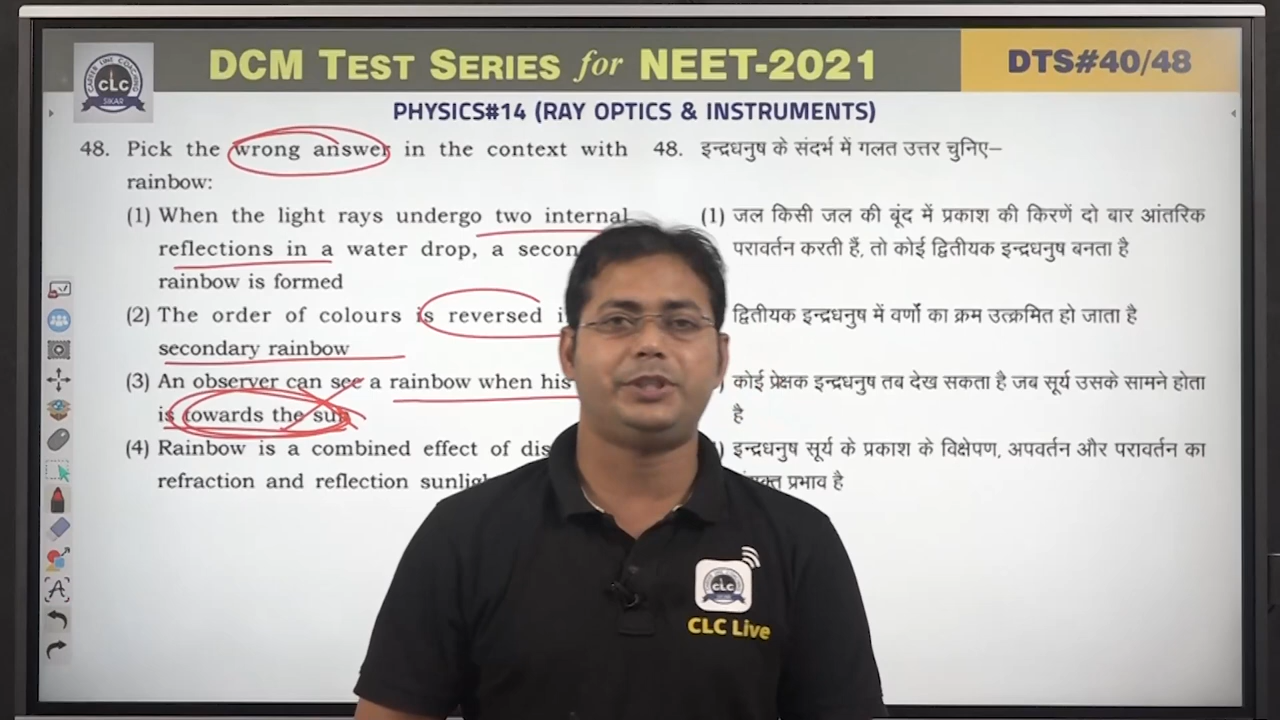 DCM TEST SERIES for NEET-2021
DTS#40/48
CLC
SIKAR
PHYSICS#14 (RAY OPTICS & INSTRUMENTS)
48. Pick the wrong answer in the context with
rainbow:
(1) When the light rays undergo two internal
reflections in a water drop, a
rainbow is formed
(2) The order of colours is reversed
secondary rainbow
(3) An observer can see a rainbow when his
is towards the sun
(4) Rainbow is a combined effect of
refraction and reflection
48. इन्द्रधनुष के संदर्भ में गलत उत्तर चुनिए–
(1) जल किसी जल की बूंद में प्रकाश की किरणें दो बार आंतरिक
परावर्तन करती हैं, तो कोई द्वितीयक इन्द्रधनुष बनता है
द्वितीयक इन्द्रधनुष में वर्णो का क्रम उत्क्रमित हो जाता है
कोई प्रेक्षक इन्द्रधनुष तब देख सकता है जब सूर्य उसके सामने होता
है
इन्द्रधनुष सूर्य के प्रकाश के विक्षेपण, अपवर्तन और परावर्तन का
प्रभाव है
CLC
CLC Live